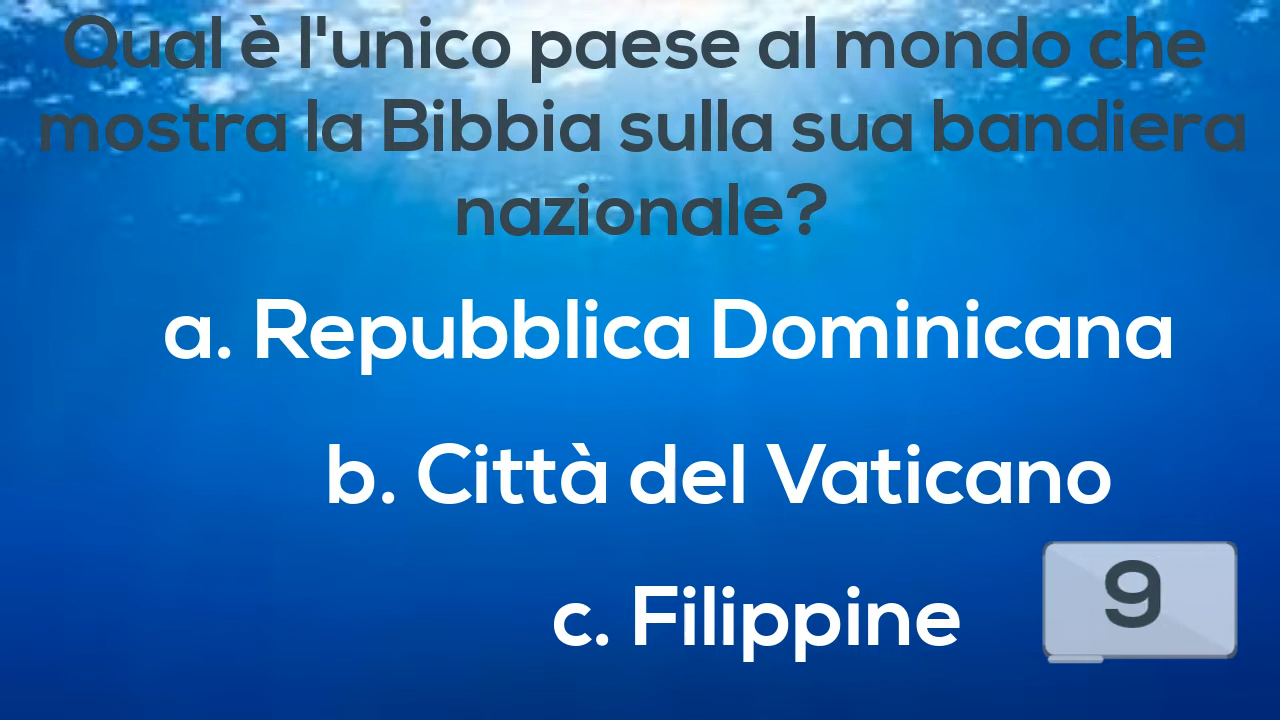 Qual è l'unico paese al mondo che
mostra la Bibbia sulla sua bandiera
nazionale?
a. Repubblica Dominicana
b. Città del Vaticano
c. Filippine
9